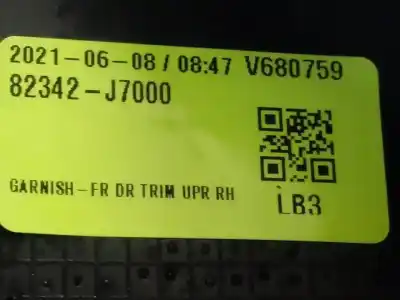 2021-06-08 / 08:47 V680759
82342-J7000
GARNISH-FR DR TRIM UPR RH
LB3